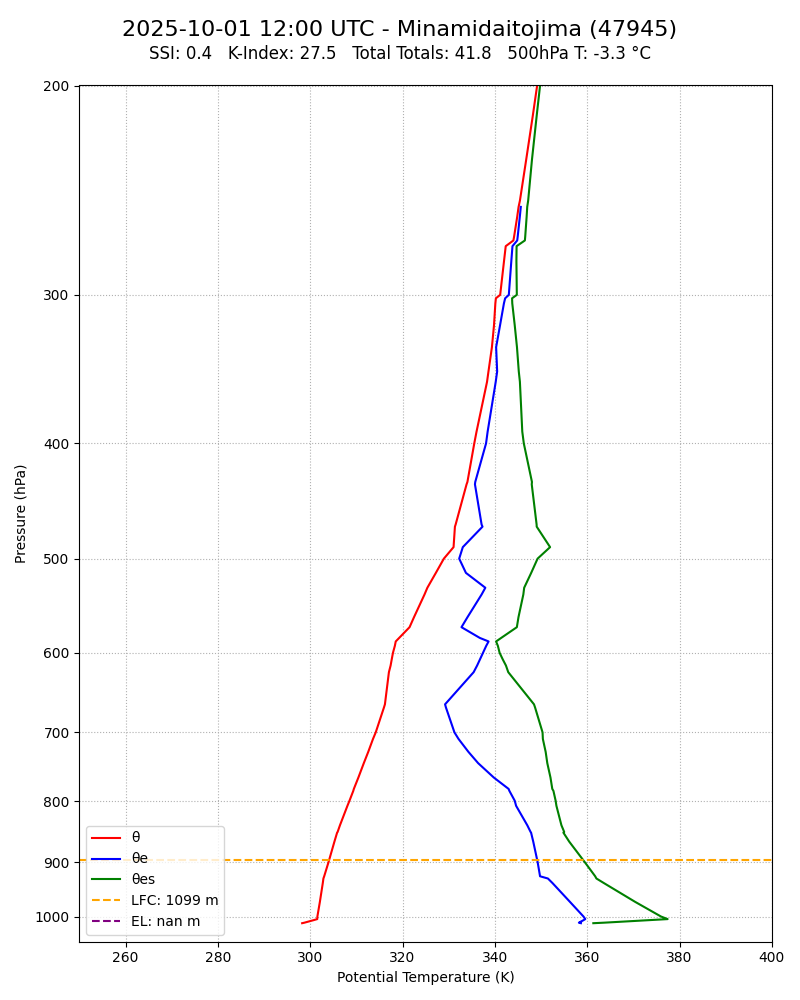 2025-10-01 12:00 UTC - Minamidaitojima (47945)
SSI: 0.4   K-Index: 27.5   Total Totals: 41.8   500hPa T: -3.3 °C
200
300
400
500
600
700
800
900
1000
Pressure (hPa)
θ
θe
θes
LFC: 1099 m
EL: nan m
260 280 300 320 340 360 380 400
Potential Temperature (K)